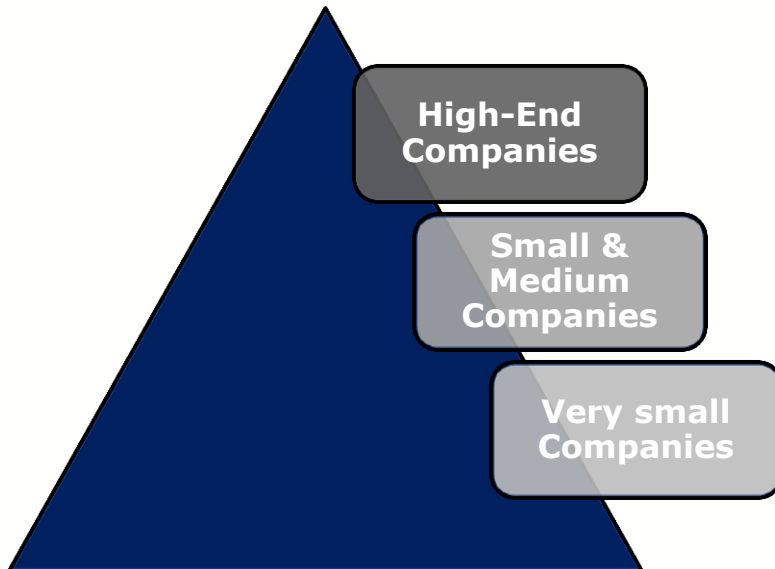 High-End
Companies
Small &
Medium
Companies
Very small
Companies